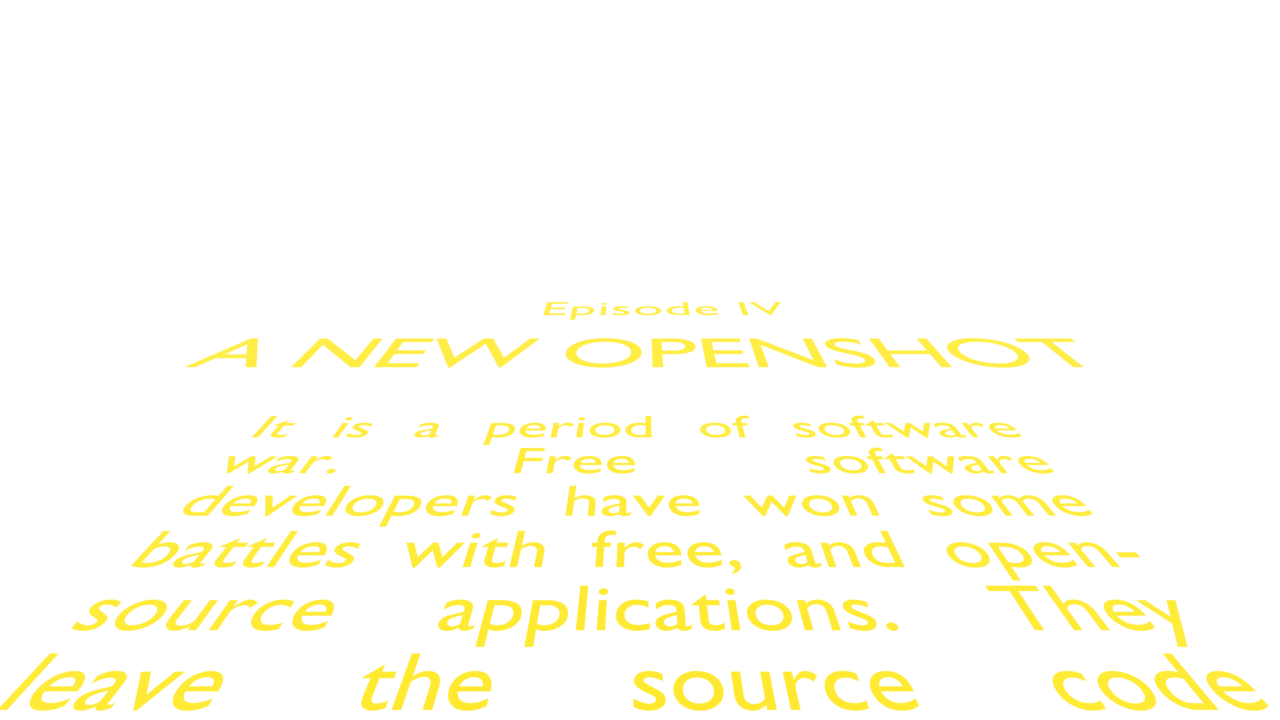 Episode IV
A NEW OPENSHOT
It is a period of software
war. Free software
developers have won some
battles with free, and open-
source applications. They
leave the source code